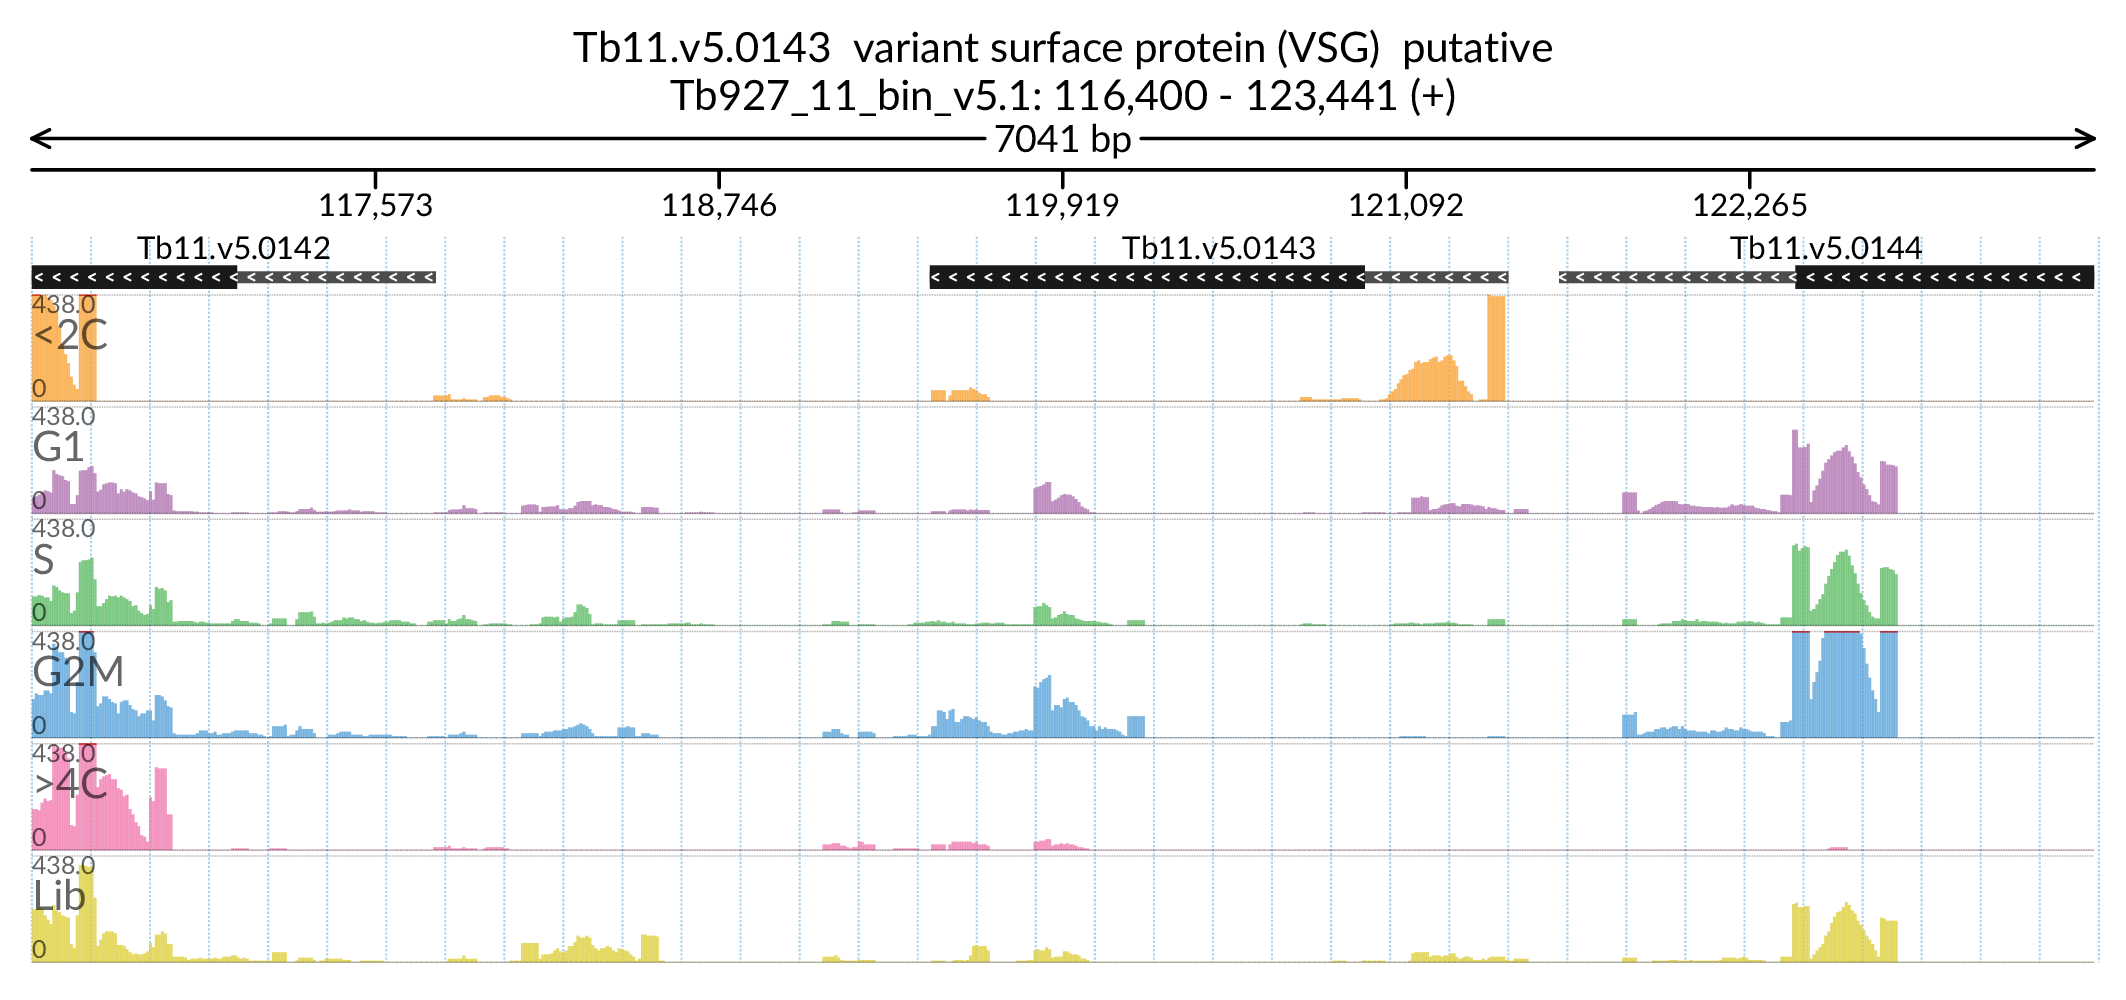 Tb11.v5.0143 variant surface protein (VSG) putative
Tb927_11_bin_v5.1: 116,400 - 123,441 (+)
7041 bp
117,573 118,746 119,919 121,092 122,265
Tb11.v5.0142 Tb11.v5.0143 Tb11.v5.0144
438.0
<2C
0
438.0
G1
0
438.0
S
0
438.0
G2M
0
438.0
>4C
0
438.0
Lib
0